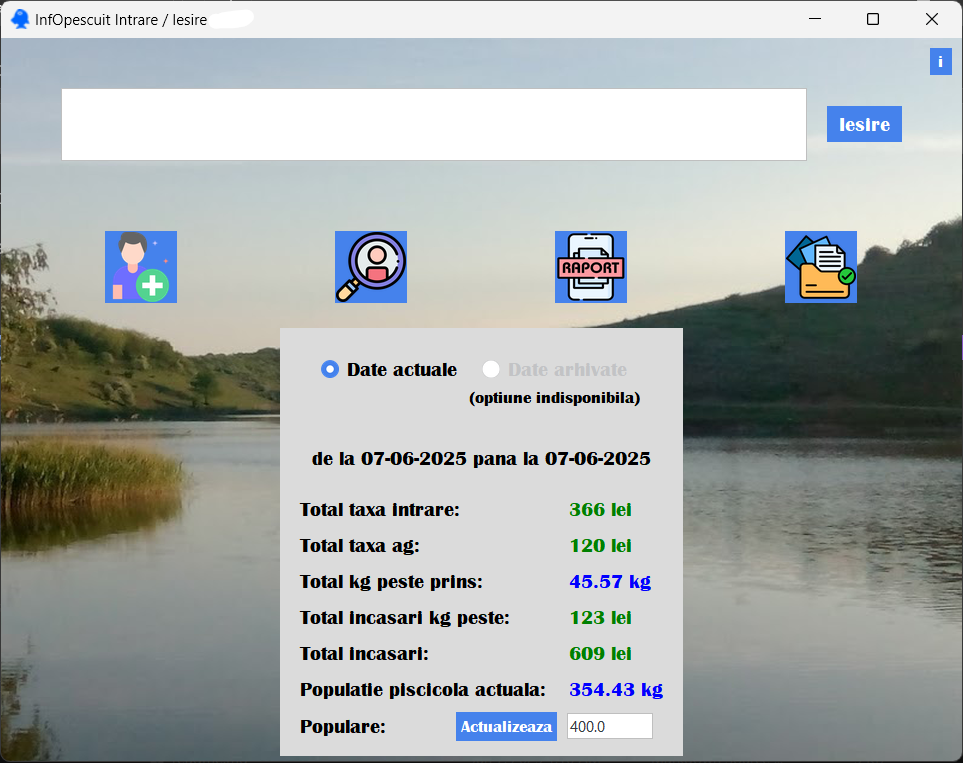 InfOpescuit Intrare / Iesire
i
Iesire
RAPORT
Date actuale Date arhivate
(optiune indisponibila)
de la 07-06-2025 pana la 07-06-2025
Total taxa intrare: 366 lei
Total taxa ag: 120 lei
Total kg peste prins: 45.57 kg
Total incasari kg peste: 123 lei
Total incasari: 609 lei
Populatie piscicola actuala: 354.43 kg
Populare: Actualizeaza 400.0